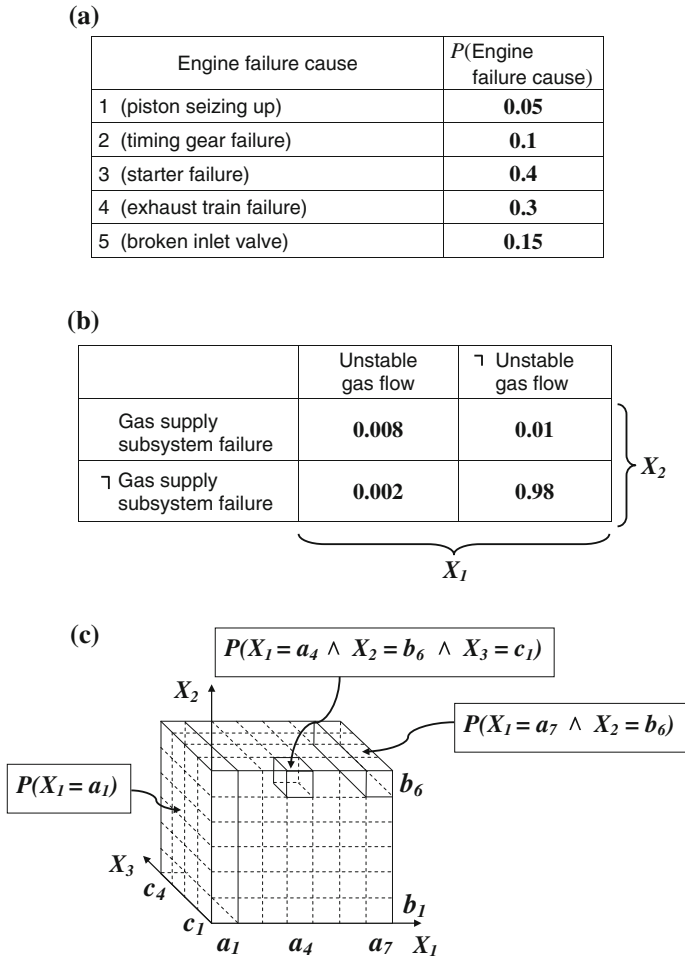 (a)
Engine failure cause
P(Engine
failure cause)
1 (piston seizing up)
0.05
2 (timing gear failure)
0.1
3 (starter failure)
0.4
4 (exhaust train failure)
0.3
5 (broken inlet valve)
0.15
(b)
Unstable
gas flow
¬ Unstable
gas flow
Gas supply
subsystem failure
0.008
0.01
¬ Gas supply
subsystem failure
0.002
0.98
X2
X1
(c)
P(X1 = a4 ∧ X2 = b6 ∧ X3 = c1)
X2
P(X1 = a7 ∧ X2 = b6)
P(X1 = a1)
b6
X3
c4
c1
b1
a1
a4
a7
X1